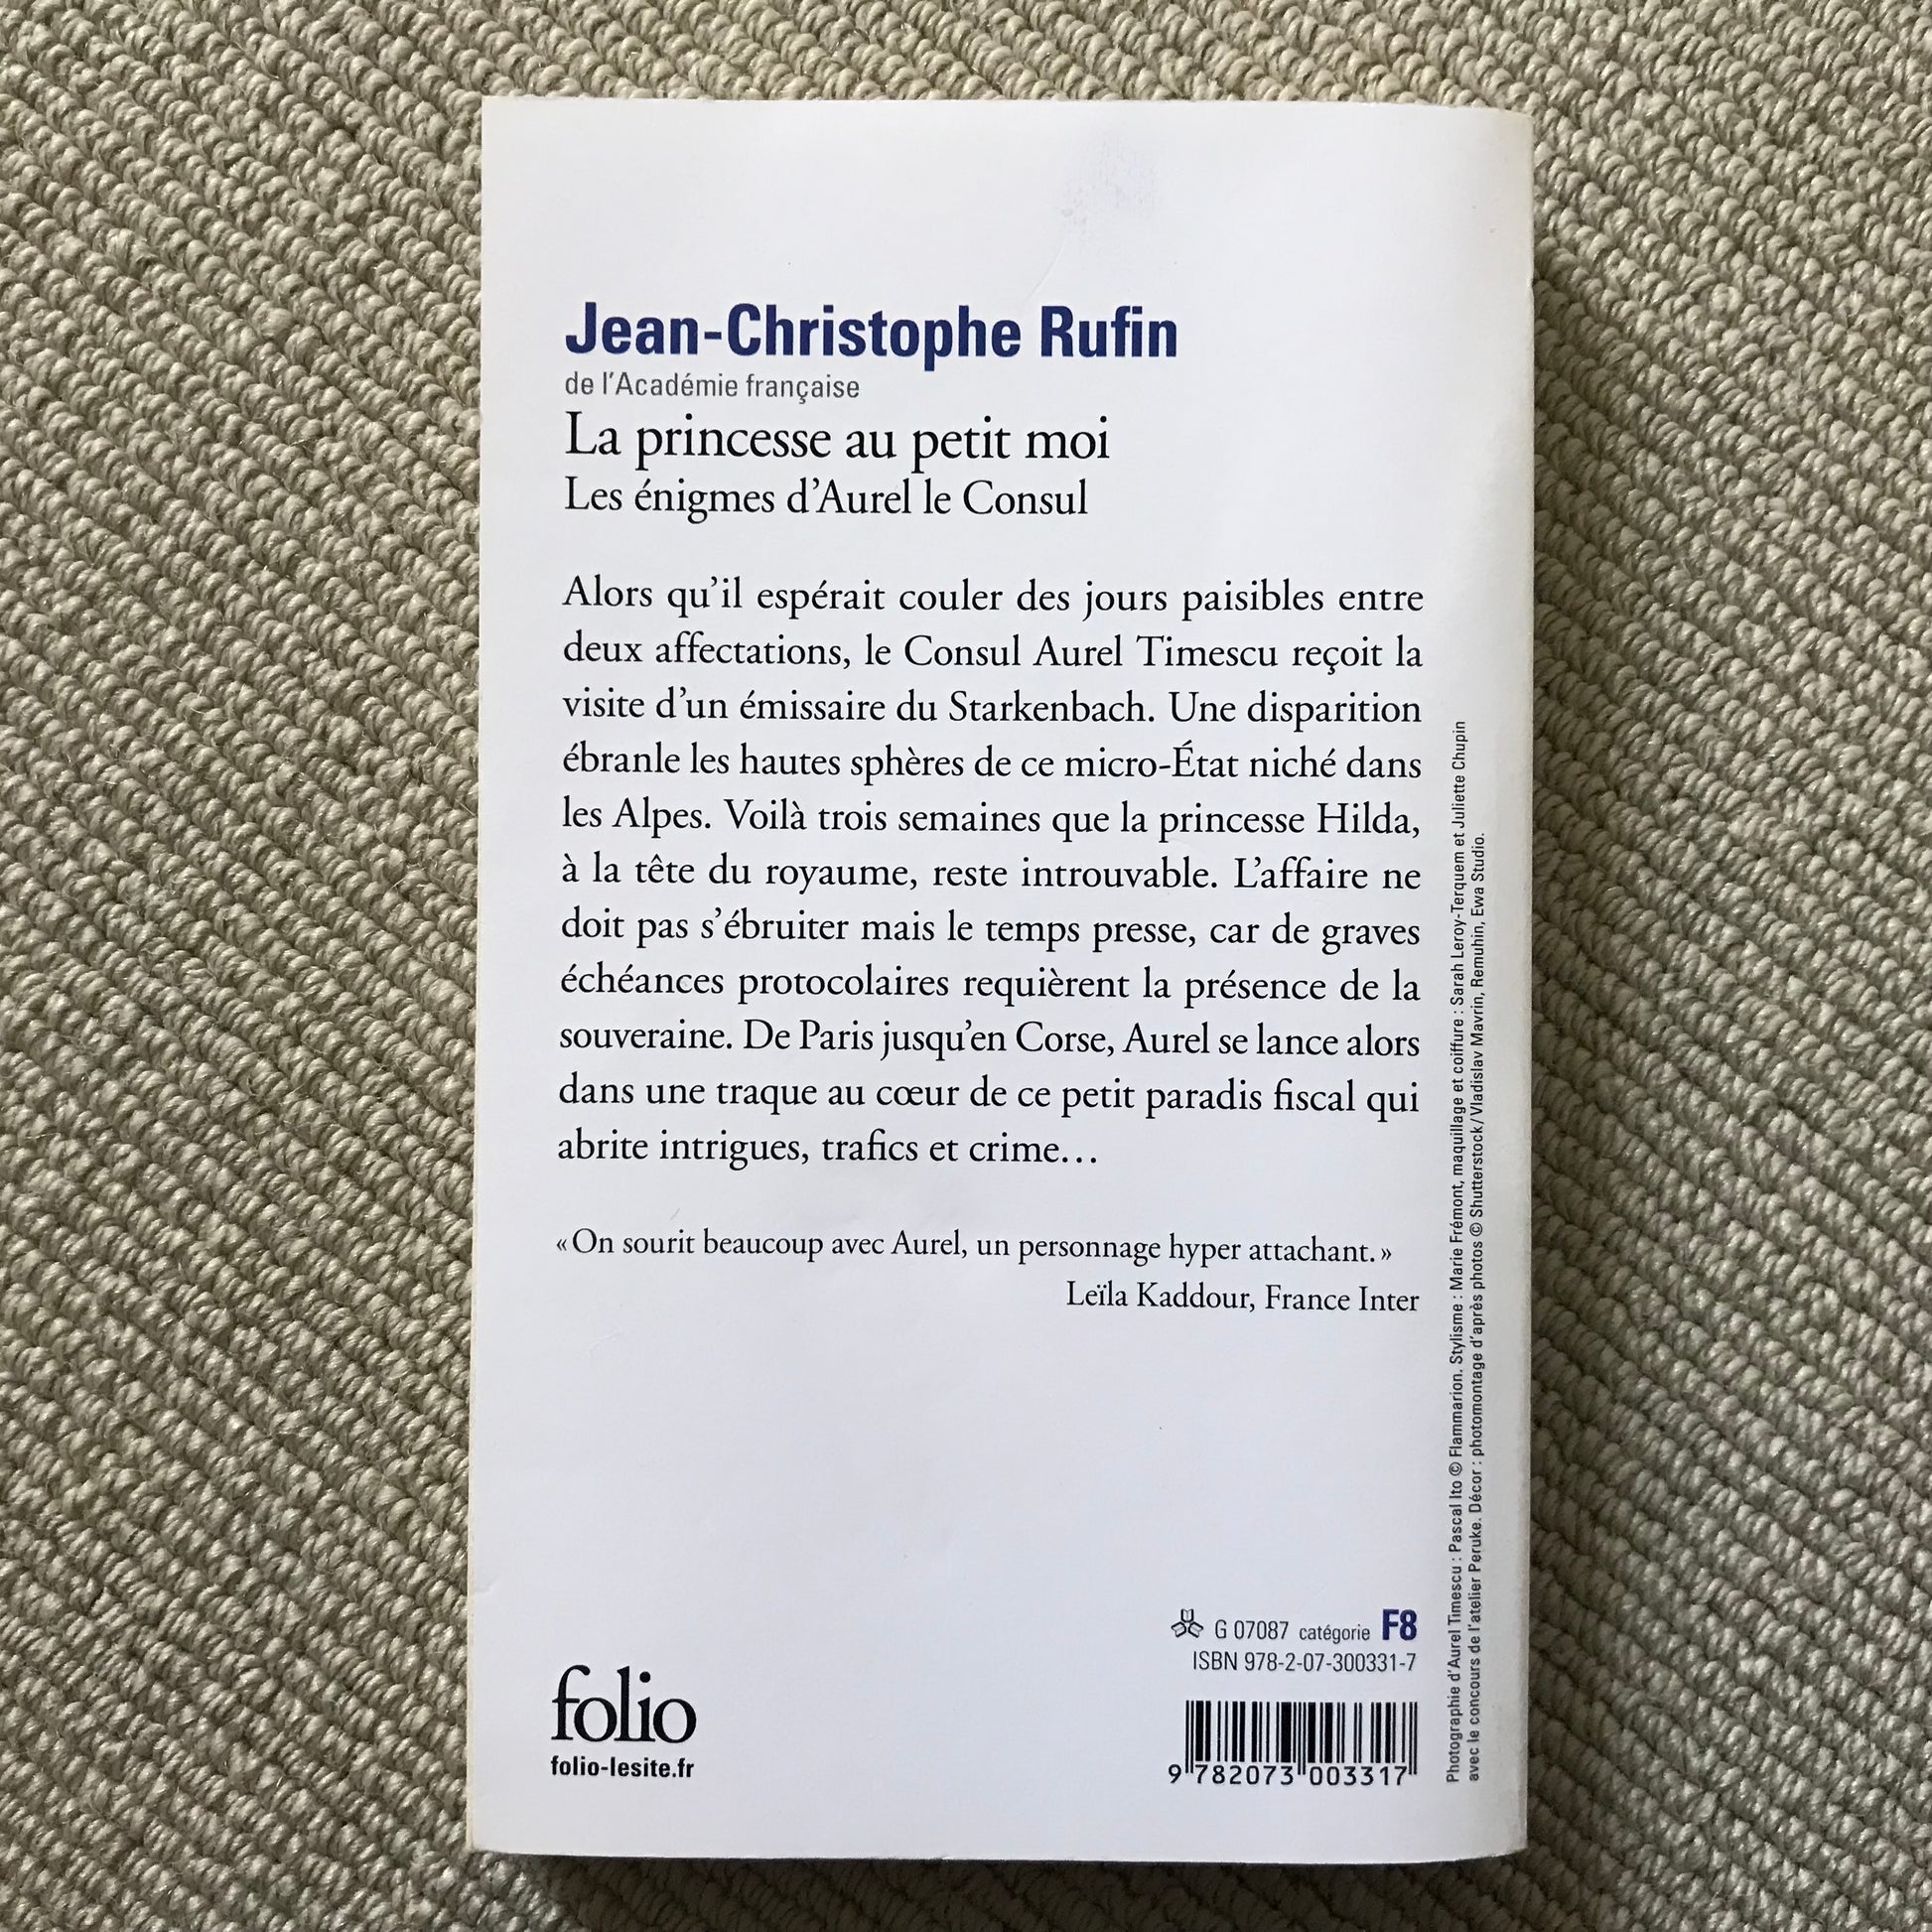 Jean-Christophe Rufin
de l'Académie française
La princesse au petit moi
Les énigmes d'Aurel le Consul
Alors qu'il espérait couler des jours paisibles entre
deux affectations, le Consul Aurel Timescu reçoit la
visite d'un émissaire du Starkenbach. Une disparition
ébranle les hautes sphères de ce micro-État niché dans
les Alpes. Voilà trois semaines que la princesse Hilda,
à la tête du royaume, reste introuvable. L'affaire ne
doit pas s'ébruiter mais le temps presse, car de graves
échéances protocolaires requièrent la présence de la
souveraine. De Paris jusqu'en Corse, Aurel se lance alors
dans une traque au cœur de ce petit paradis fiscal qui
abrite intrigues, trafics et crime…
« On sourit beaucoup avec Aurel, un personnage hyper attachant. »
Leïla Kaddour, France Inter
folio
folio-lesite.fr
G 07087 catégorie F8
ISBN 978-2-07-300331-7
9 782073 003317
Photographie d'Aurel Timescu : Pascal Ito © Flammarion. Stylisme : Marie Frémont, maquillage et coiffure : Sarah Leroy-Terquem et Juliette Chupin
avec le concours de l'atelier Peruke. Décor : photomontage d'après photos © Shutterstock / Vladislav Mavrin, Remuhin, Ewa Studio.